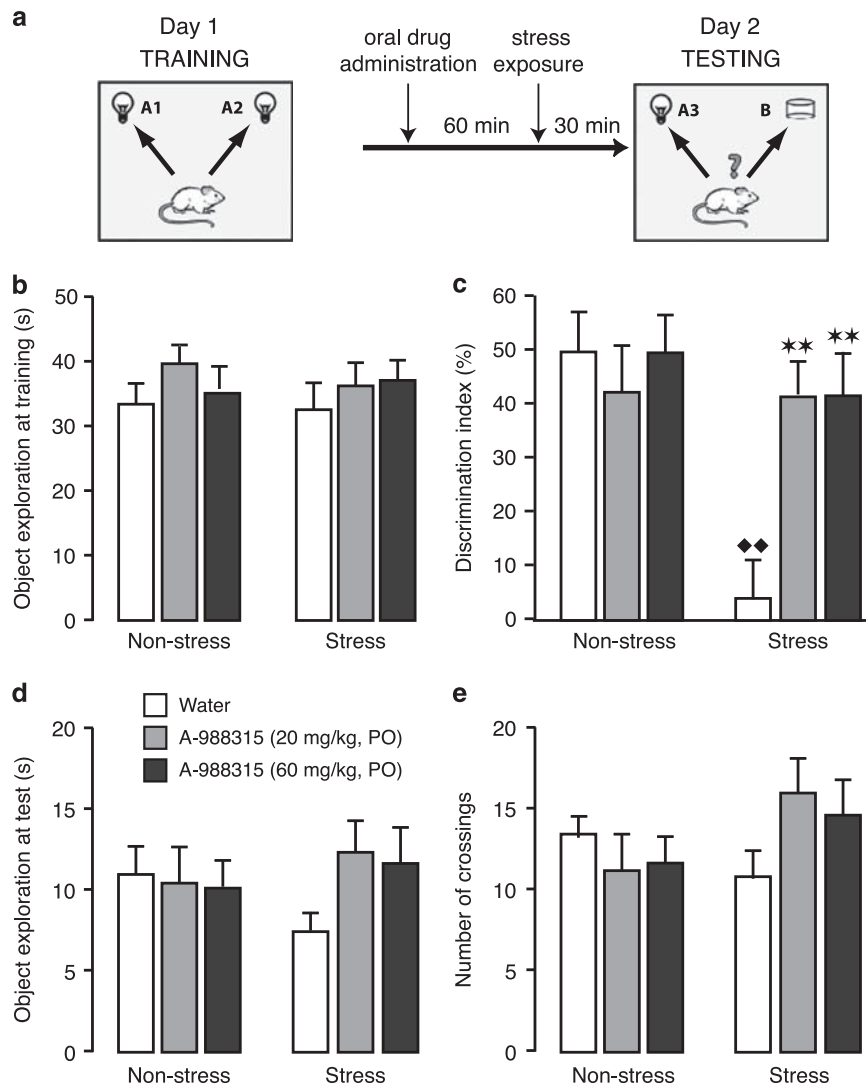 a
Day 1
TRAINING
oral drug
administration
stress
exposure
Day 2
TESTING
A1
A2
60 min
30 min
A3
B
?
b
Object exploration at training (s)
50
40
30
20
10
0
Non-stress
Stress
c
Discrimination index (%)
60
50
40
30
20
10
0
✶✶
✶✶
◆◆
Non-stress
Stress
d
Object exploration at test (s)
20
15
10
5
0
Water
A-988315 (20 mg/kg, PO)
A-988315 (60 mg/kg, PO)
Non-stress
Stress
e
Number of crossings
20
15
10
5
0
Non-stress
Stress